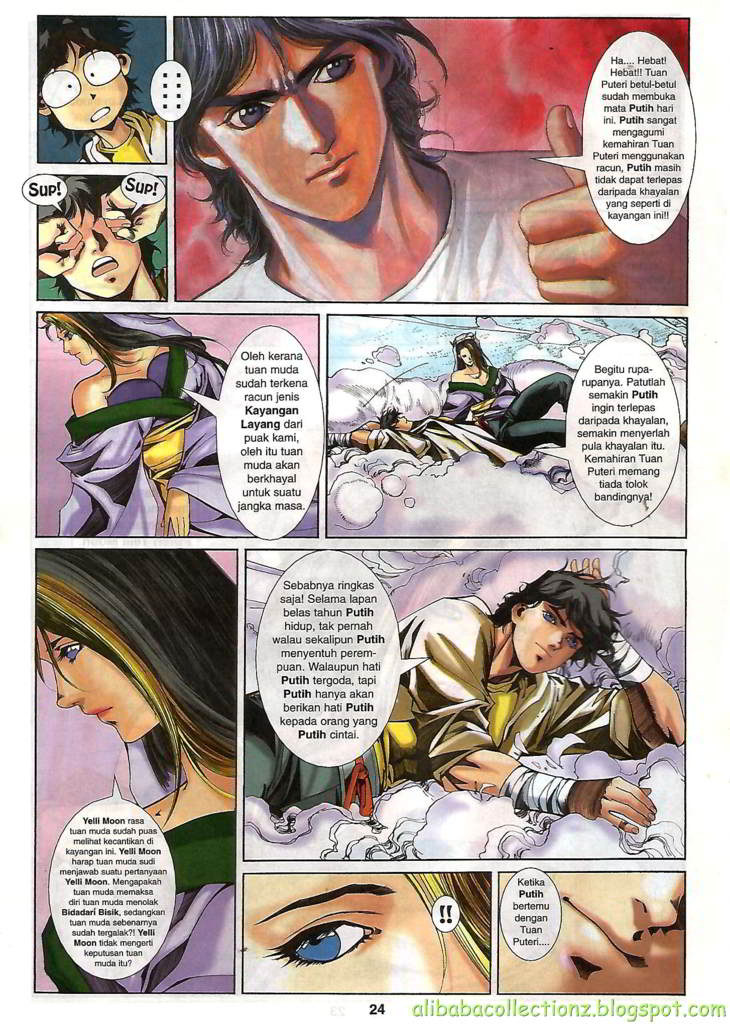 SUP!
SUP!
Ha.... Hebat!
Hebat!! Tuan
Puteri betul-betul
sudah membuka
mata Putih hari
ini. Putih sangat
mengagumi
kemahiran Tuan
Puteri menggunakan
racun, Putih masih
tidak dapat terlepas
daripada khayalan
yang seperti di
kayangan ini!!
Oleh kerana
tuan muda
sudah terkena
racun jenis
Kayangan
Layang dari
puak kami,
oleh itu tuan
muda akan
berkhayal
untuk suatu
jangka masa.
Begitu rupa-
rupanya. Patutlah
semakin Putih
ingin terlepas
daripada khayalan,
semakin menyerlah
pula khayalan itu.
Kemahiran Tuan
Puteri memang
tiada tolok
bandingnya!
Yelli Moon rasa
tuan muda sudah puas
melihat kecantikan di
kayangan ini. Yelli Moon
harap tuan muda sudi
menjawab suatu pertanyaan
Yelli Moon. Mengapakah
tuan muda memaksa
diri tuan muda menolak
Bidadari Bisik, sedangkan
tuan muda sebenarnya
sudah tergalak?! Yelli
Moon tidak mengerti
keputusan tuan
muda itu?
Sebabnya ringkas
saja! Selama lapan
belas tahun Putih
hidup, tak pernah
walau sekalipun Putih
menyentuh perem-
puan. Walaupun hati
Putih tergoda, tapi
Putih hanya akan
berikan hati Putih
kepada orang yang
Putih cintai.
!!
Ketika
Putih
bertemu
dengan
Tuan
Puteri....
24
alibabacollectionz.blogspot.com